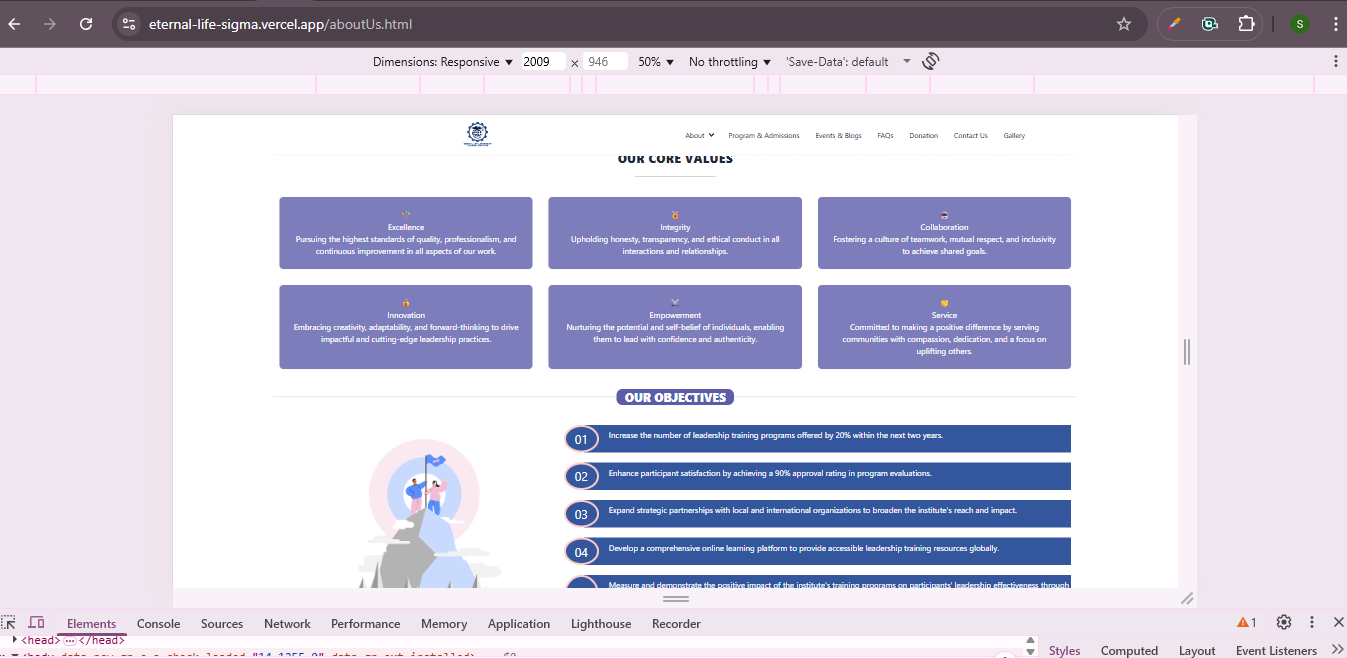 eternal-life-sigma.vercel.app/aboutUs.html
S
Dimensions: Responsive 2009 × 946 50% No throttling 'Save-Data': default
About Program & Admissions Events & Blogs FAQs Donation Contact Us Gallery
OUR CORE VALUES
Excellence
Pursuing the highest standards of quality, professionalism, and
continuous improvement in all aspects of our work.
Integrity
Upholding honesty, transparency, and ethical conduct in all
interactions and relationships.
Collaboration
Fostering a culture of teamwork, mutual respect, and inclusivity
to achieve shared goals.
Innovation
Embracing creativity, adaptability, and forward-thinking to drive
impactful and cutting-edge leadership practices.
Empowerment
Nurturing the potential and self-belief of individuals, enabling
them to lead with confidence and authenticity.
Service
Committed to making a positive difference by serving
communities with compassion, dedication, and a focus on
uplifting others.
OUR OBJECTIVES
01 Increase the number of leadership training programs offered by 20% within the next two years.
02 Enhance participant satisfaction by achieving a 90% approval rating in program evaluations.
03 Expand strategic partnerships with local and international organizations to broaden the institute's reach and impact.
04 Develop a comprehensive online learning platform to provide accessible leadership training resources globally.
Measure and demonstrate the positive impact of the institute's training programs on participants' leadership effectiveness through
Elements Console Sources Network Performance Memory Application Lighthouse Recorder 1
<head> … </head>
Styles Computed Layout Event Listeners